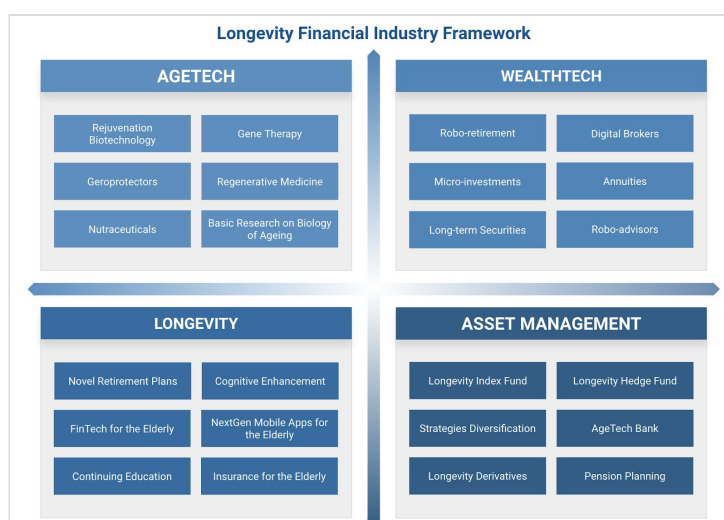 Longevity Financial Industry Framework
AGETECH
Rejuvenation
Biotechnology
Gene Therapy
Geroprotectors
Regenerative Medicine
Nutraceuticals
Basic Research on Biology
of Ageing
WEALTHTECH
Robo-retirement
Digital Brokers
Micro-investments
Annuities
Long-term Securities
Robo-advisors
LONGEVITY
Novel Retirement Plans
Cognitive Enhancement
FinTech for the Elderly
NextGen Mobile Apps for
the Elderly
Continuing Education
Insurance for the Elderly
ASSET MANAGEMENT
Longevity Index Fund
Longevity Hedge Fund
Strategies Diversification
AgeTech Bank
Longevity Derivatives
Pension Planning